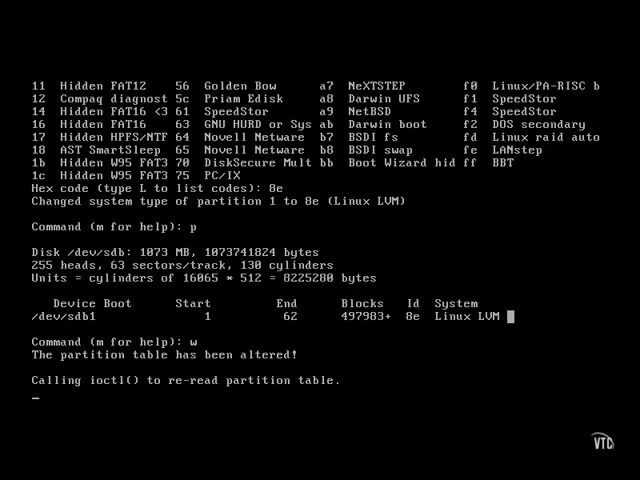 11 Hidden FAT12 56 Golden Bow a7 NeXTSTEP f0 Linux/PA-RISC b
12 Compaq diagnost 5c Priam Edisk a8 Darwin UFS f1 SpeedStor
14 Hidden FAT16 <3 61 SpeedStor a9 NetBSD f4 SpeedStor
16 Hidden FAT16 63 GNU HURD or Sys ab Darwin boot f2 DOS secondary
17 Hidden HPFS/NTF 64 Novell Netware b7 BSDI fs fd Linux raid auto
18 AST SmartSleep 65 Novell Netware b8 BSDI swap fe LANstep
1b Hidden W95 FAT3 70 DiskSecure Mult bb Boot Wizard hid ff BBT
1c Hidden W95 FAT3 75 PC/IX
Hex code (type L to list codes): 8e
Changed system type of partition 1 to 8e (Linux LVM)
Command (m for help): p
Disk /dev/sdb: 1073 MB, 1073741824 bytes
255 heads, 63 sectors/track, 130 cylinders
Units = cylinders of 16065 * 512 = 8225280 bytes
Device Boot Start End Blocks Id System
/dev/sdb1 1 62 497983+ 8e Linux LVM
Command (m for help): w
The partition table has been altered!
Calling ioctl() to re-read partition table.
VTC